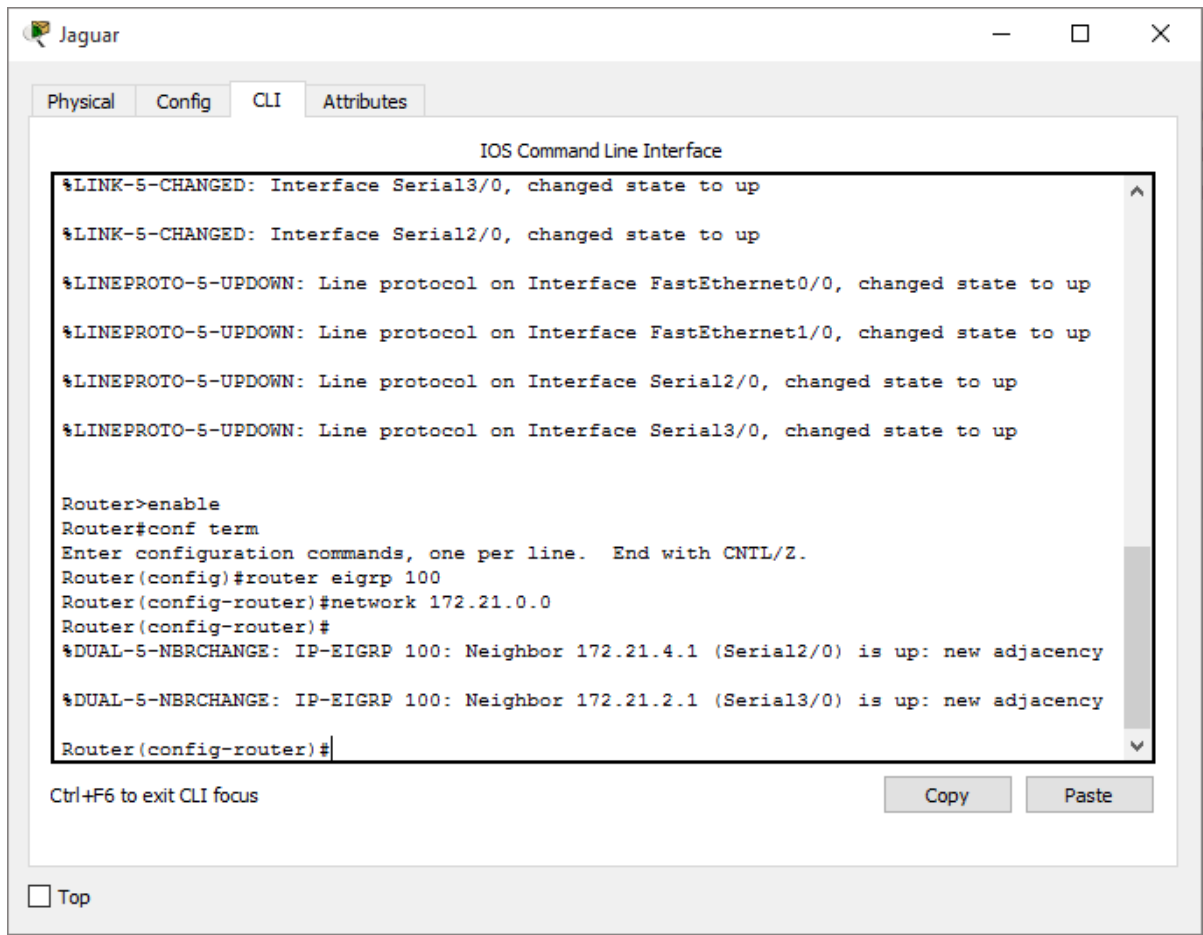 Jaguar
Physical Config CLI Attributes
IOS Command Line Interface
%LINK-5-CHANGED: Interface Serial3/0, changed state to up
%LINK-5-CHANGED: Interface Serial2/0, changed state to up
%LINEPROTO-5-UPDOWN: Line protocol on Interface FastEthernet0/0, changed state to up
%LINEPROTO-5-UPDOWN: Line protocol on Interface FastEthernet1/0, changed state to up
%LINEPROTO-5-UPDOWN: Line protocol on Interface Serial2/0, changed state to up
%LINEPROTO-5-UPDOWN: Line protocol on Interface Serial3/0, changed state to up
Router>enable
Router#conf term
Enter configuration commands, one per line.  End with CNTL/Z.
Router(config)#router eigrp 100
Router(config-router)#network 172.21.0.0
Router(config-router)#
%DUAL-5-NBRCHANGE: IP-EIGRP 100: Neighbor 172.21.4.1 (Serial2/0) is up: new adjacency
%DUAL-5-NBRCHANGE: IP-EIGRP 100: Neighbor 172.21.2.1 (Serial3/0) is up: new adjacency
Router(config-router)#
Ctrl+F6 to exit CLI focus Copy Paste
Top